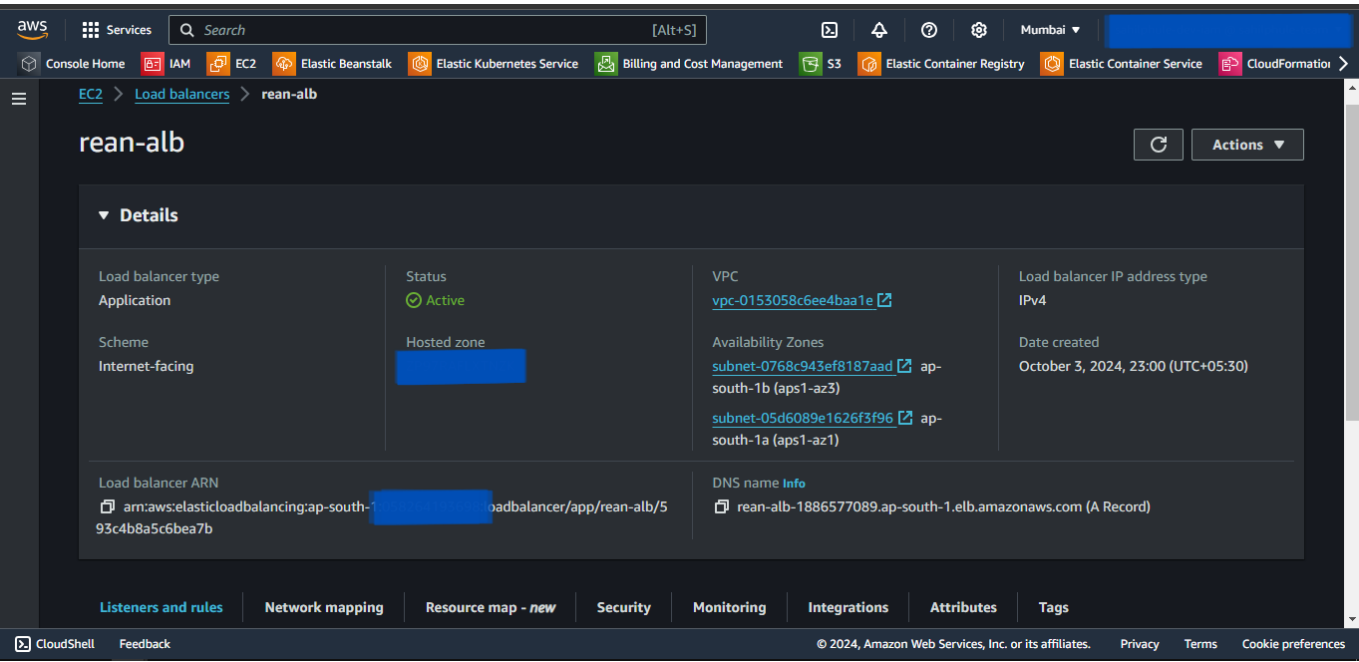 aws Services Search [Alt+S] Mumbai
Console Home IAM EC2 Elastic Beanstalk Elastic Kubernetes Service Billing and Cost Management S3 Elastic Container Registry Elastic Container Service CloudFormation
EC2 > Load balancers > rean-alb
rean-alb
Actions
Details
Load balancer type
Application
Status
Active
VPC
vpc-0153058c6ee4baa1e
Load balancer IP address type
IPv4
Scheme
Internet-facing
Hosted zone
Availability Zones
subnet-0768c943ef8187aad ap-
south-1b (aps1-az3)
subnet-05d6089e1626f3f96 ap-
south-1a (aps1-az1)
Date created
October 3, 2024, 23:00 (UTC+05:30)
Load balancer ARN
arn:aws:elasticloadbalancing:ap-south- oadbalancer/app/rean-alb/5
93c4b8a5c6bea7b
DNS name Info
rean-alb-1886577089.ap-south-1.elb.amazonaws.com (A Record)
Listeners and rules Network mapping Resource map - new Security Monitoring Integrations Attributes Tags
CloudShell Feedback © 2024, Amazon Web Services, Inc. or its affiliates. Privacy Terms Cookie preferences